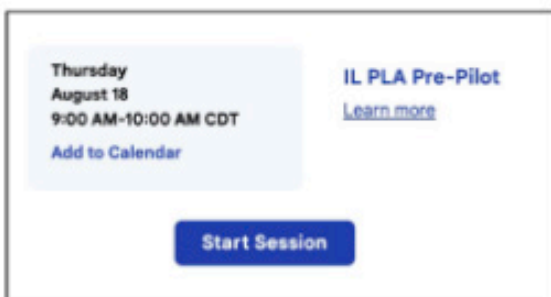 Thursday
August 18
9:00 AM-10:00 AM CDT
Add to Calendar
IL PLA Pre-Pilot
Learn more
Start Session